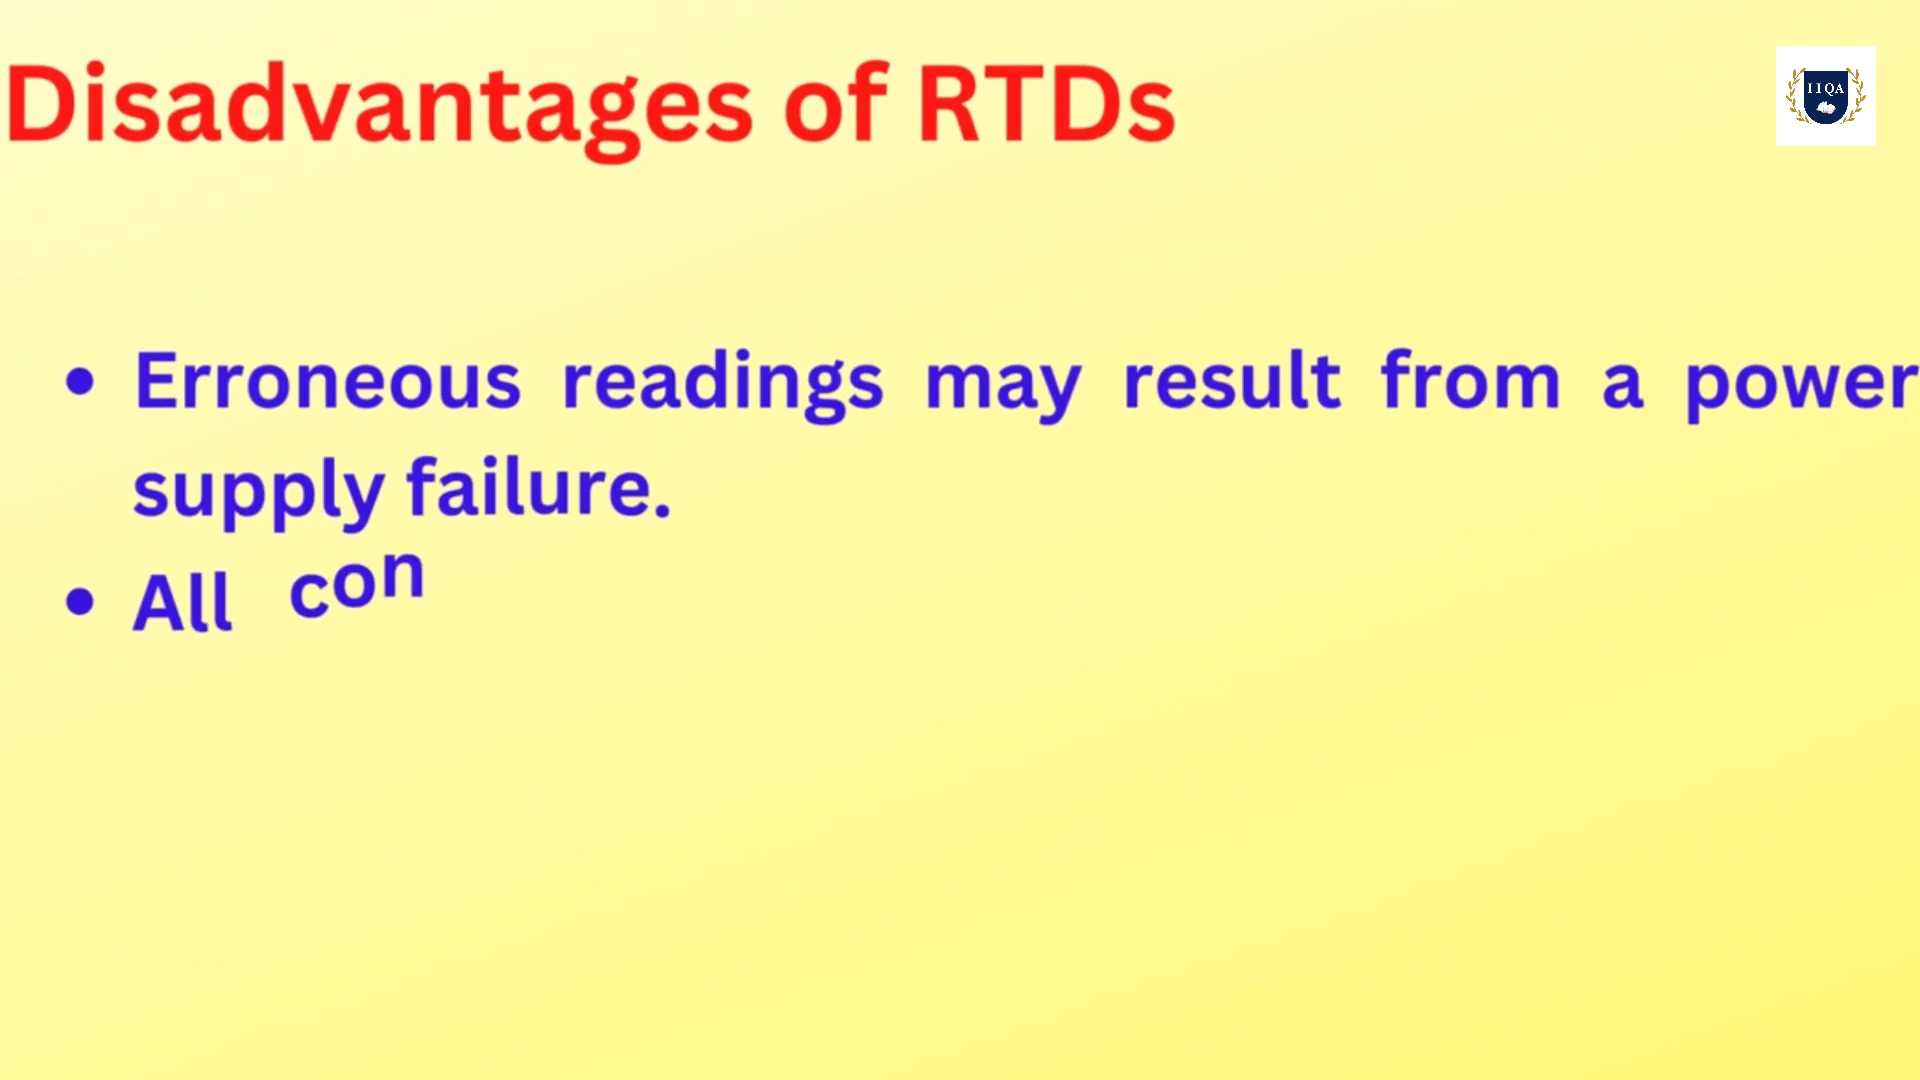 Disadvantages of RTDs
IIQA
• Erroneous readings may result from a power
supply failure.
• All con